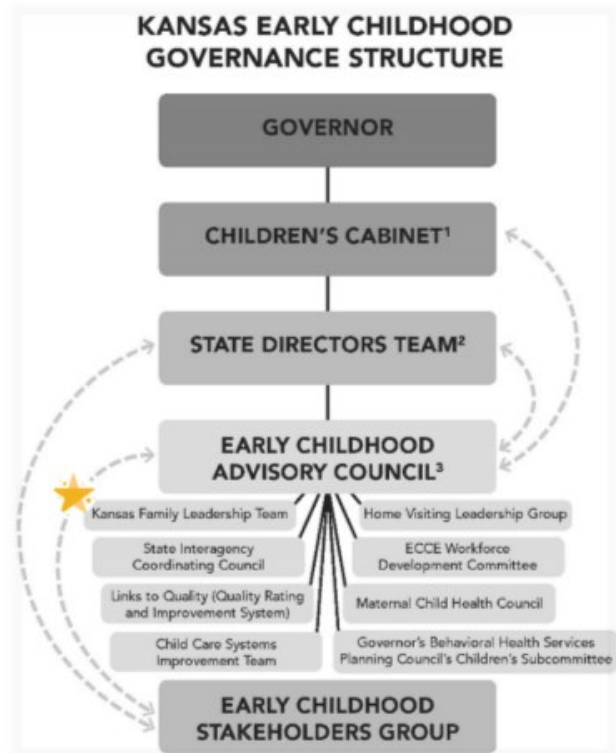 KANSAS EARLY CHILDHOOD
GOVERNANCE STRUCTURE
GOVERNOR
CHILDREN'S CABINET¹
STATE DIRECTORS TEAM²
EARLY CHILDHOOD
ADVISORY COUNCIL³
Kansas Family Leadership Team
Home Visiting Leadership Group
State Interagency
Coordinating Council
ECCE Workforce
Development Committee
Links to Quality (Quality Rating
and Improvement System)
Maternal Child Health Council
Child Care Systems
Improvement Team
Governor's Behavioral Health Services
Planning Council's Children's Subcommittee
EARLY CHILDHOOD
STAKEHOLDERS GROUP